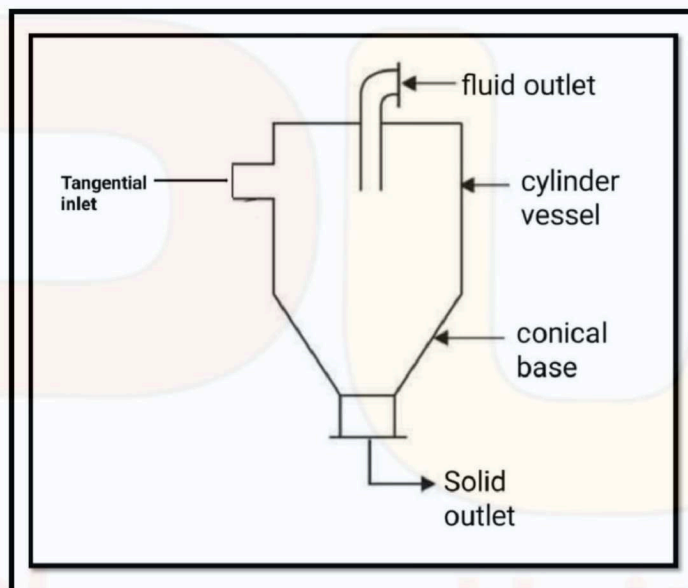 fluid outlet
Tangential
inlet
cylinder
vessel
conical
base
Solid
outlet